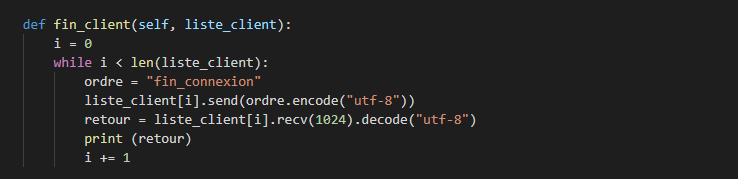 def fin_client(self, liste_client):
    i = 0
    while i < len(liste_client):
        ordre = "fin_connexion"
        liste_client[i].send(ordre.encode("utf-8"))
        retour = liste_client[i].recv(1024).decode("utf-8")
        print (retour)
        i += 1